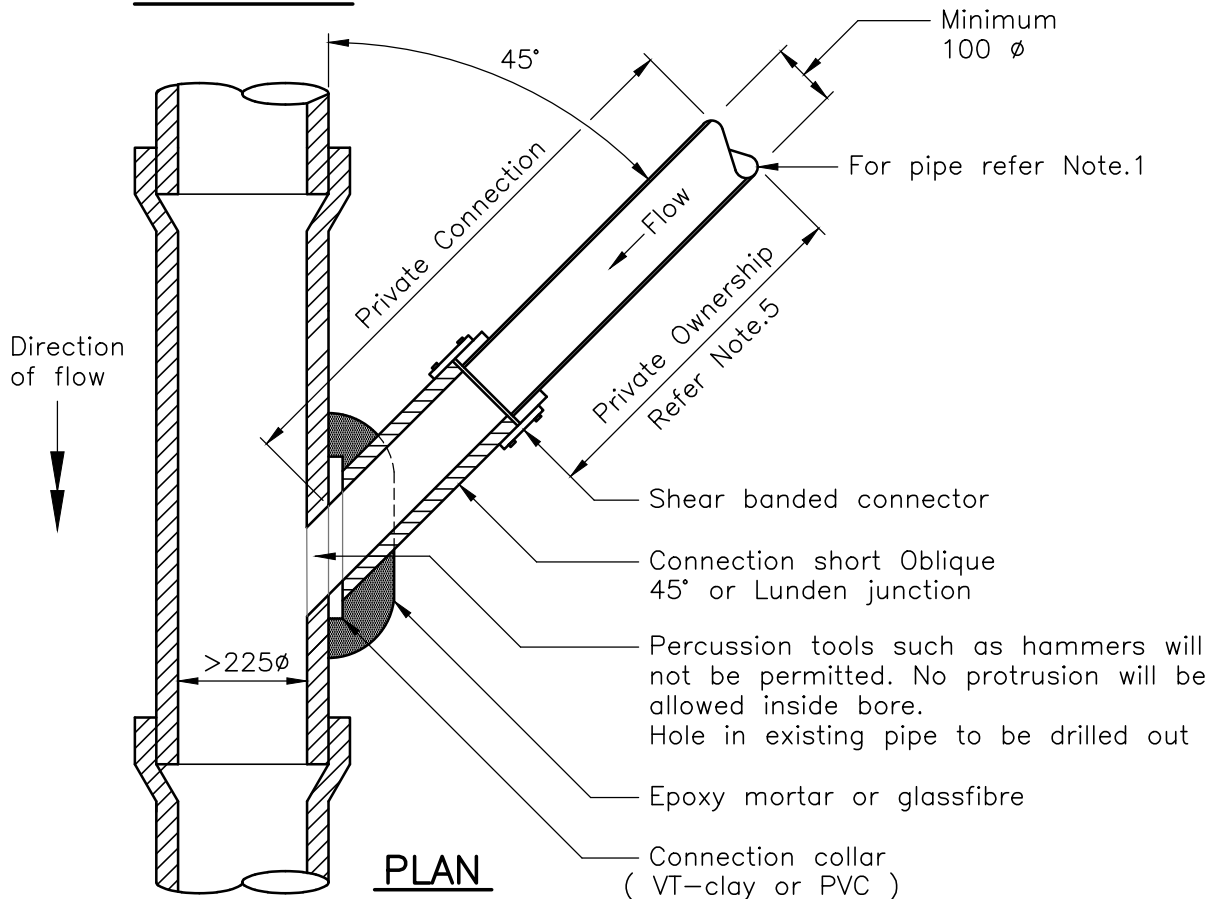 Minimum
100 ø
45°
For pipe refer Note.1
Private Connection
Flow
Private Ownership
Refer Note.5
Direction
of flow
Shear banded connector
Connection short Oblique
45° or Lunden junction
Percussion tools such as hammers will
not be permitted. No protrusion will be
allowed inside bore.
Hole in existing pipe to be drilled out
>225ø
Epoxy mortar or glassfibre
Connection collar
( VT-clay or PVC )
PLAN